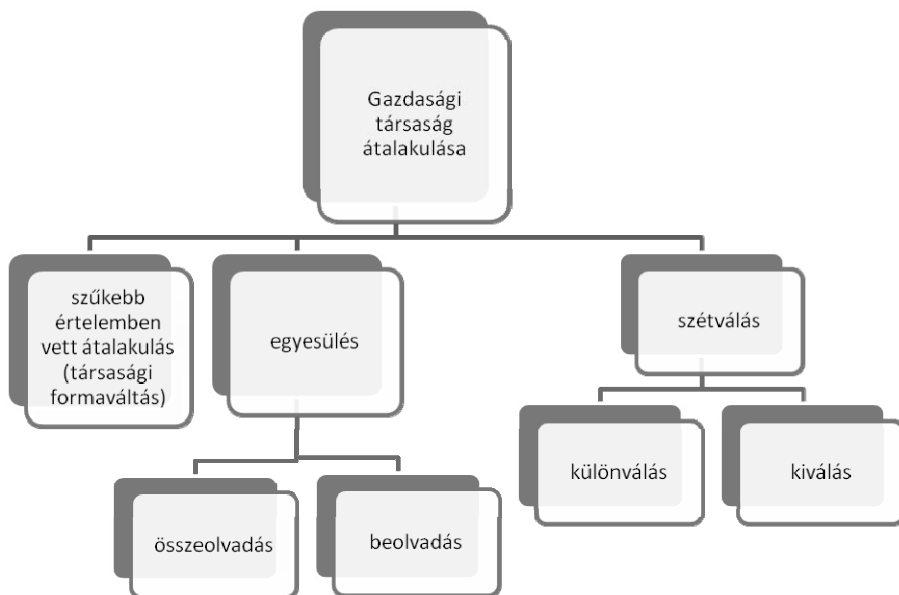 Gazdasági
társaság
átalakulása
szűkebb
értelemben
vett átalakulás
(társasági
formaváltás)
egyesülés
szétválás
összeolvadás
beolvadás
különválás
kiválás